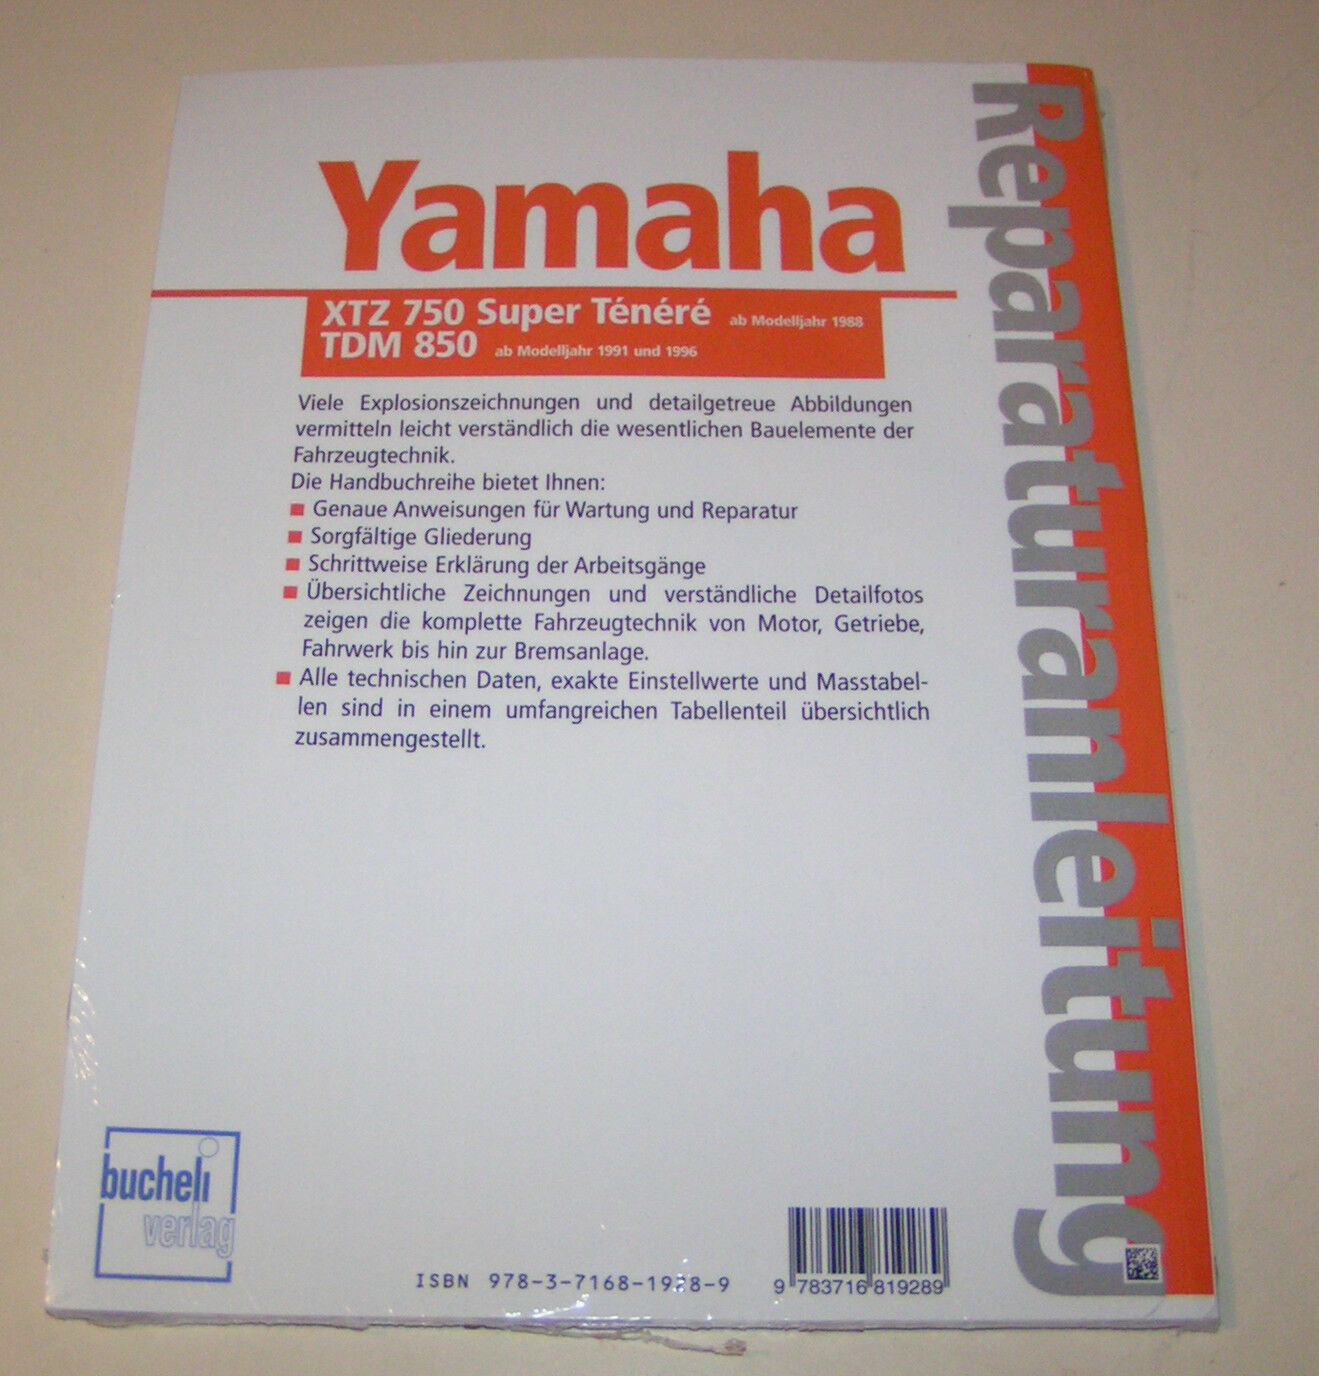 Yamaha
XTZ 750 Super Ténéré ab Modelljahr 1988
TDM 850 ab Modelljahr 1991 und 1996
Viele Explosionszeichnungen und detailgetreue Abbildungen
vermitteln leicht verständlich die wesentlichen Bauelemente der
Fahrzeugtechnik.
Die Handbuchreihe bietet Ihnen:
Genaue Anweisungen für Wartung und Reparatur
Sorgfältige Gliederung
Schrittweise Erklärung der Arbeitsgänge
Übersichtliche Zeichnungen und verständliche Detailfotos
zeigen die komplette Fahrzeugtechnik von Motor, Getriebe,
Fahrwerk bis hin zur Bremsanlage.
Alle technischen Daten, exakte Einstellwerte und Masstabel-
len sind in einem umfangreichen Tabellenteil übersichtlich
zusammengestellt.
Reparaturanleitung
bucheli
verlag
ISBN 978-3-7168-1928-9
9 783716 819289